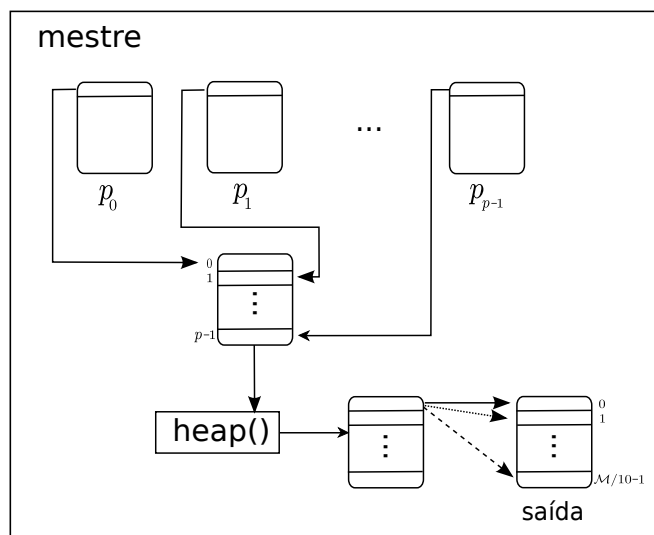 mestre
...
p0
p1
pp-1
0
1
⋮
p-1
heap()
⋮
0
1
⋮
M/10-1
saída